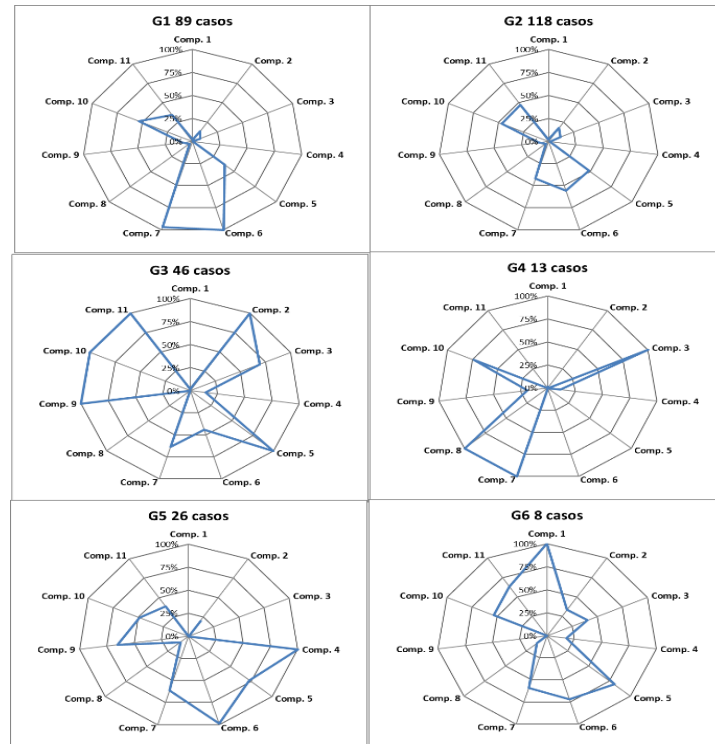 G1 89 casos
Comp. 1
100%
Comp. 11
Comp. 2
75%
Comp. 10
50%
Comp. 3
25%
0%
Comp. 9
Comp. 4
Comp. 8
Comp. 5
Comp. 7
Comp. 6
G2 118 casos
Comp. 1
100%
Comp. 11
Comp. 2
75%
Comp. 10
50%
Comp. 3
25%
0%
Comp. 9
Comp. 4
Comp. 8
Comp. 5
Comp. 7
Comp. 6
G3 46 casos
Comp. 1
100%
Comp. 11
Comp. 2
75%
Comp. 10
50%
Comp. 3
25%
0%
Comp. 9
Comp. 4
Comp. 8
Comp. 5
Comp. 7
Comp. 6
G4 13 casos
Comp. 1
100%
Comp. 11
Comp. 2
75%
Comp. 10
50%
Comp. 3
25%
0%
Comp. 9
Comp. 4
Comp. 8
Comp. 5
Comp. 7
Comp. 6
G5 26 casos
Comp. 1
100%
Comp. 11
Comp. 2
75%
Comp. 10
50%
Comp. 3
25%
0%
Comp. 9
Comp. 4
Comp. 8
Comp. 5
Comp. 7
Comp. 6
G6 8 casos
Comp. 1
100%
Comp. 11
Comp. 2
75%
Comp. 10
50%
Comp. 3
25%
0%
Comp. 9
Comp. 4
Comp. 8
Comp. 5
Comp. 7
Comp. 6